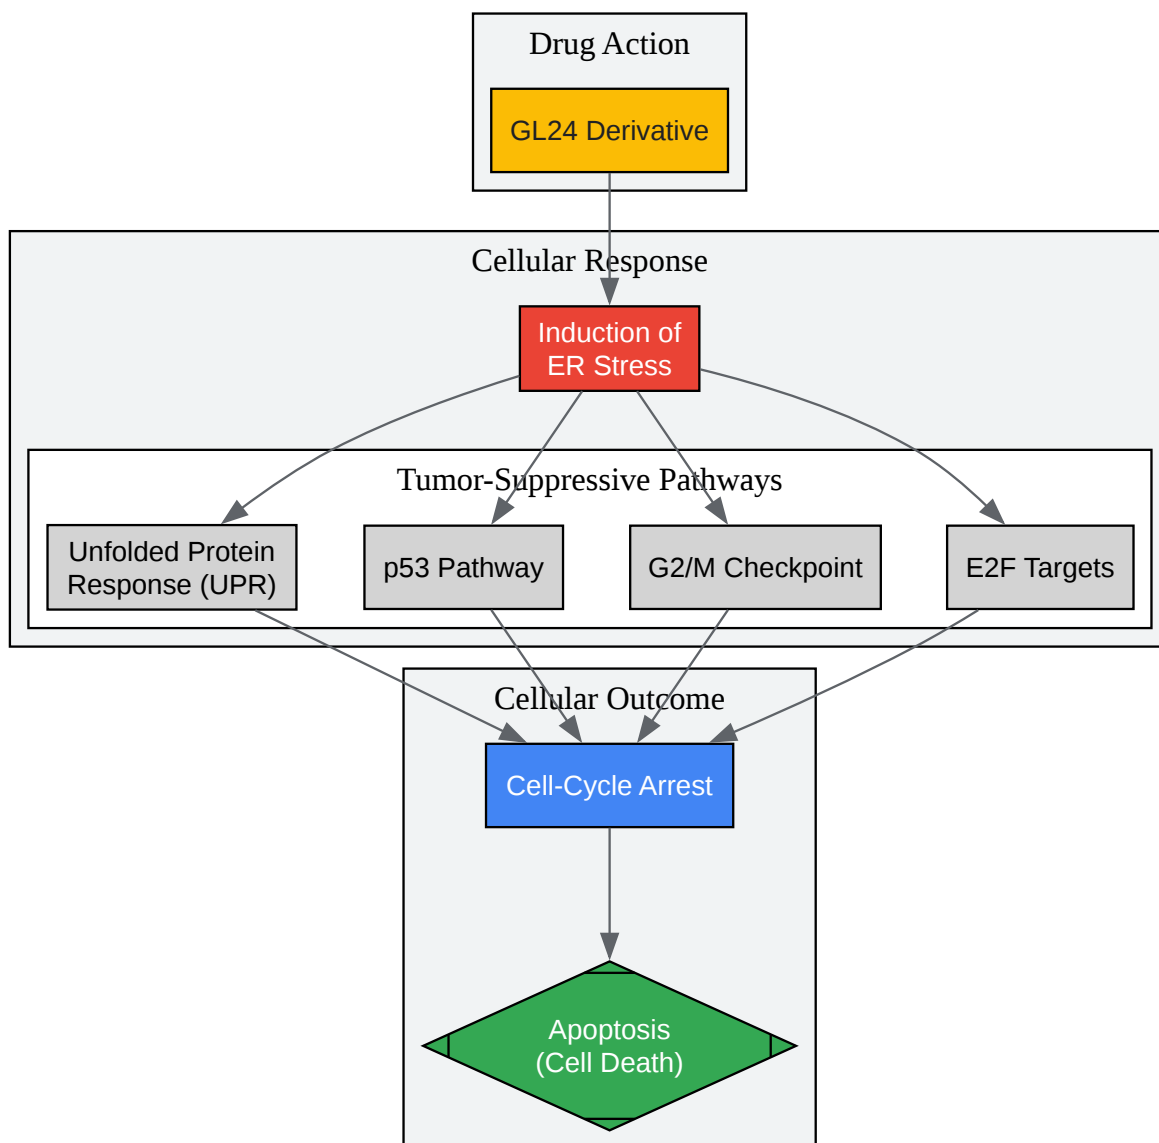 Drug Action
GL24 Derivative
Cellular Response
Induction of
ER Stress
Tumor-Suppressive Pathways
Unfolded Protein
Response (UPR)
p53 Pathway
G2/M Checkpoint
E2F Targets
Cellular Outcome
Cell-Cycle Arrest
Apoptosis
(Cell Death)